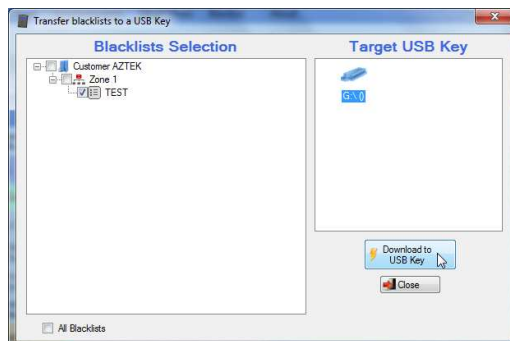 Transfer blacklists to a USB Key
Blacklists Selection
Target USB Key
Customer AZTEK
Zone 1
TEST
G:\ ()
Download to
USB Key
Close
All Blacklists